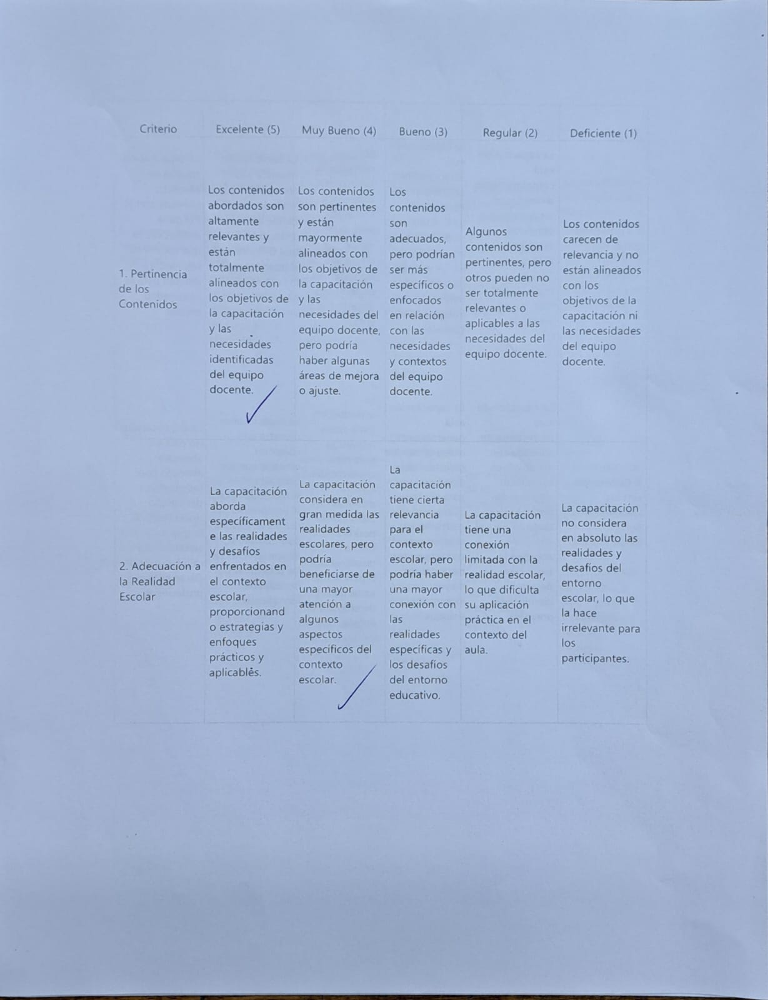 Criterio
Excelente (5)
Muy Bueno (4)
Bueno (3)
Regular (2)
Deficiente (1)
1. Pertinencia
de los
Contenidos
Los contenidos
abordados son
altamente
relevantes y
están
totalmente
alineados con
los objetivos de
la capacitación
y las
necesidades
identificadas
del equipo
docente.
Los contenidos
son pertinentes
y están
mayormente
alineados con
los objetivos de
la capacitación
y las
necesidades del
equipo docente,
pero podría
haber algunas
áreas de mejora
o ajuste.
Los
contenidos
son
adecuados,
pero podrían
ser más
específicos o
enfocados
en relación
con las
necesidades
y contextos
del equipo
docente.
Algunos
contenidos son
pertinentes, pero
otros pueden no
ser totalmente
relevantes o
aplicables a las
necesidades del
equipo docente.
Los contenidos
carecen de
relevancia y no
están alineados
con los
objetivos de la
capacitación ni
las necesidades
del equipo
docente.
2. Adecuación a
la Realidad
Escolar
La capacitación
aborda
específicament
e las realidades
y desafíos
enfrentados en
el contexto
escolar,
proporcionand
o estrategias y
enfoques
prácticos y
aplicables.
La capacitación
considera en
gran medida las
realidades
escolares, pero
podría
beneficiarse de
una mayor
atención a
algunos
aspectos
específicos del
contexto
escolar.
La
capacitación
tiene cierta
relevancia
para el
contexto
escolar, pero
podría haber
una mayor
conexión con
las
realidades
específicas y
los desafíos
del entorno
educativo.
La capacitación
tiene una
conexión
limitada con la
realidad escolar,
lo que dificulta
su aplicación
práctica en el
contexto del
aula.
La capacitación
no considera
en absoluto las
realidades y
desafíos del
entorno
escolar, lo que
la hace
irrelevante para
los
participantes.